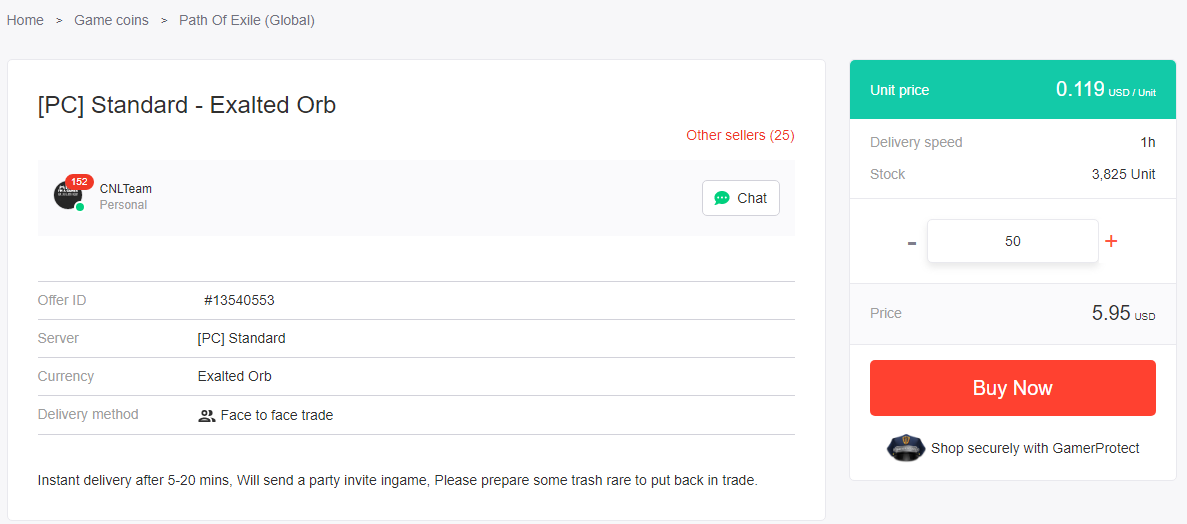 Home > Game coins > Path Of Exile (Global)
[PC] Standard - Exalted Orb
Other sellers (25)
152
CNLTeam
Personal
Chat
Offer ID #13540553
Server [PC] Standard
Currency Exalted Orb
Delivery method Face to face trade
Instant delivery after 5-20 mins, Will send a party invite ingame, Please prepare some trash rare to put back in trade.
Unit price 0.119 USD / Unit
Delivery speed 1h
Stock 3,825 Unit
- 50 +
Price 5.95 USD
Buy Now
Shop securely with GamerProtect